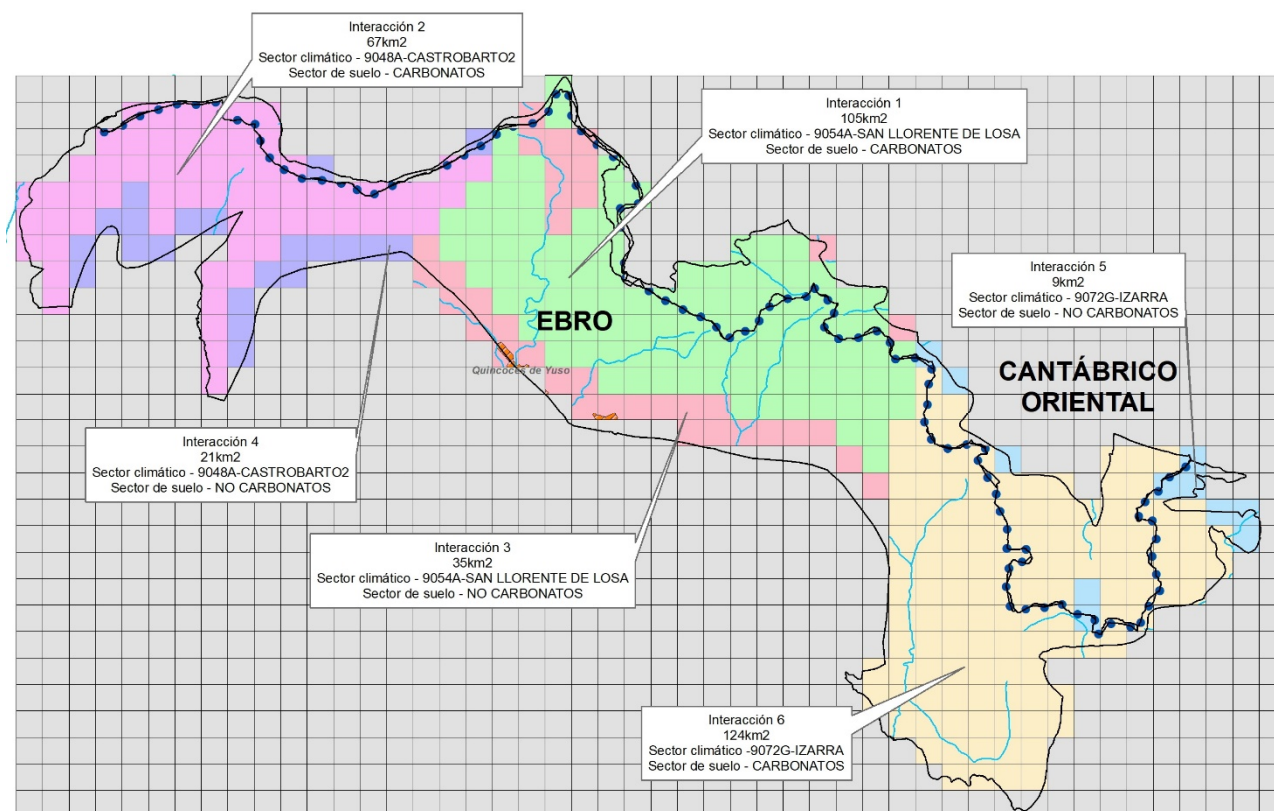 Interacción 2
67km2
Sector climático - 9048A-CASTROBARTO2
Sector de suelo - CARBONATOS
Interacción 1
105km2
Sector climático - 9054A-SAN LLORENTE DE LOSA
Sector de suelo - CARBONATOS
Interacción 5
9km2
Sector climático - 9072G-IZARRA
Sector de suelo - NO CARBONATOS
EBRO
Quincoces de Yuso
CANTÁBRICO
ORIENTAL
Interacción 4
21km2
Sector climático - 9048A-CASTROBARTO2
Sector de suelo - NO CARBONATOS
Interacción 3
35km2
Sector climático - 9054A-SAN LLORENTE DE LOSA
Sector de suelo - NO CARBONATOS
Interacción 6
124km2
Sector climático -9072G-IZARRA
Sector de suelo - CARBONATOS